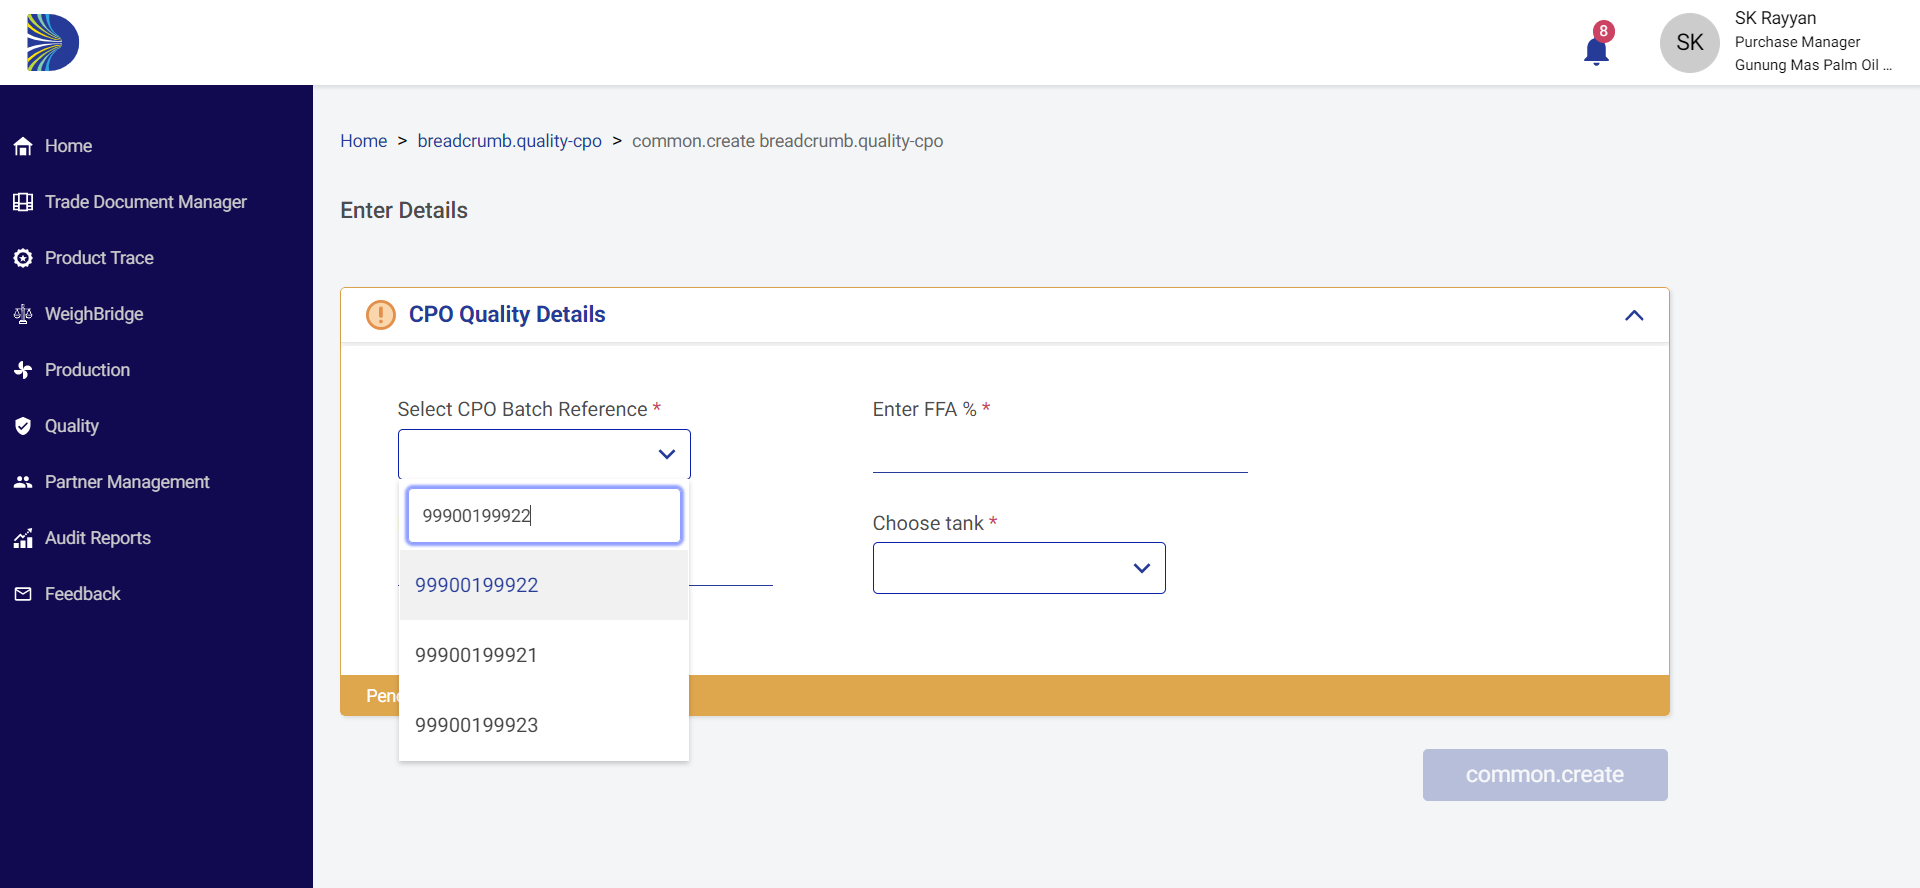 8
SK
SK Rayyan
Purchase Manager
Gunung Mas Palm Oil ...
Home
Trade Document Manager
Product Trace
WeighBridge
Production
Quality
Partner Management
Audit Reports
Feedback
Home > breadcrumb.quality-cpo > common.create breadcrumb.quality-cpo
Enter Details
CPO Quality Details
Select CPO Batch Reference *
Enter FFA % *
99900199922
Choose tank *
99900199922
99900199921
99900199923
common.create